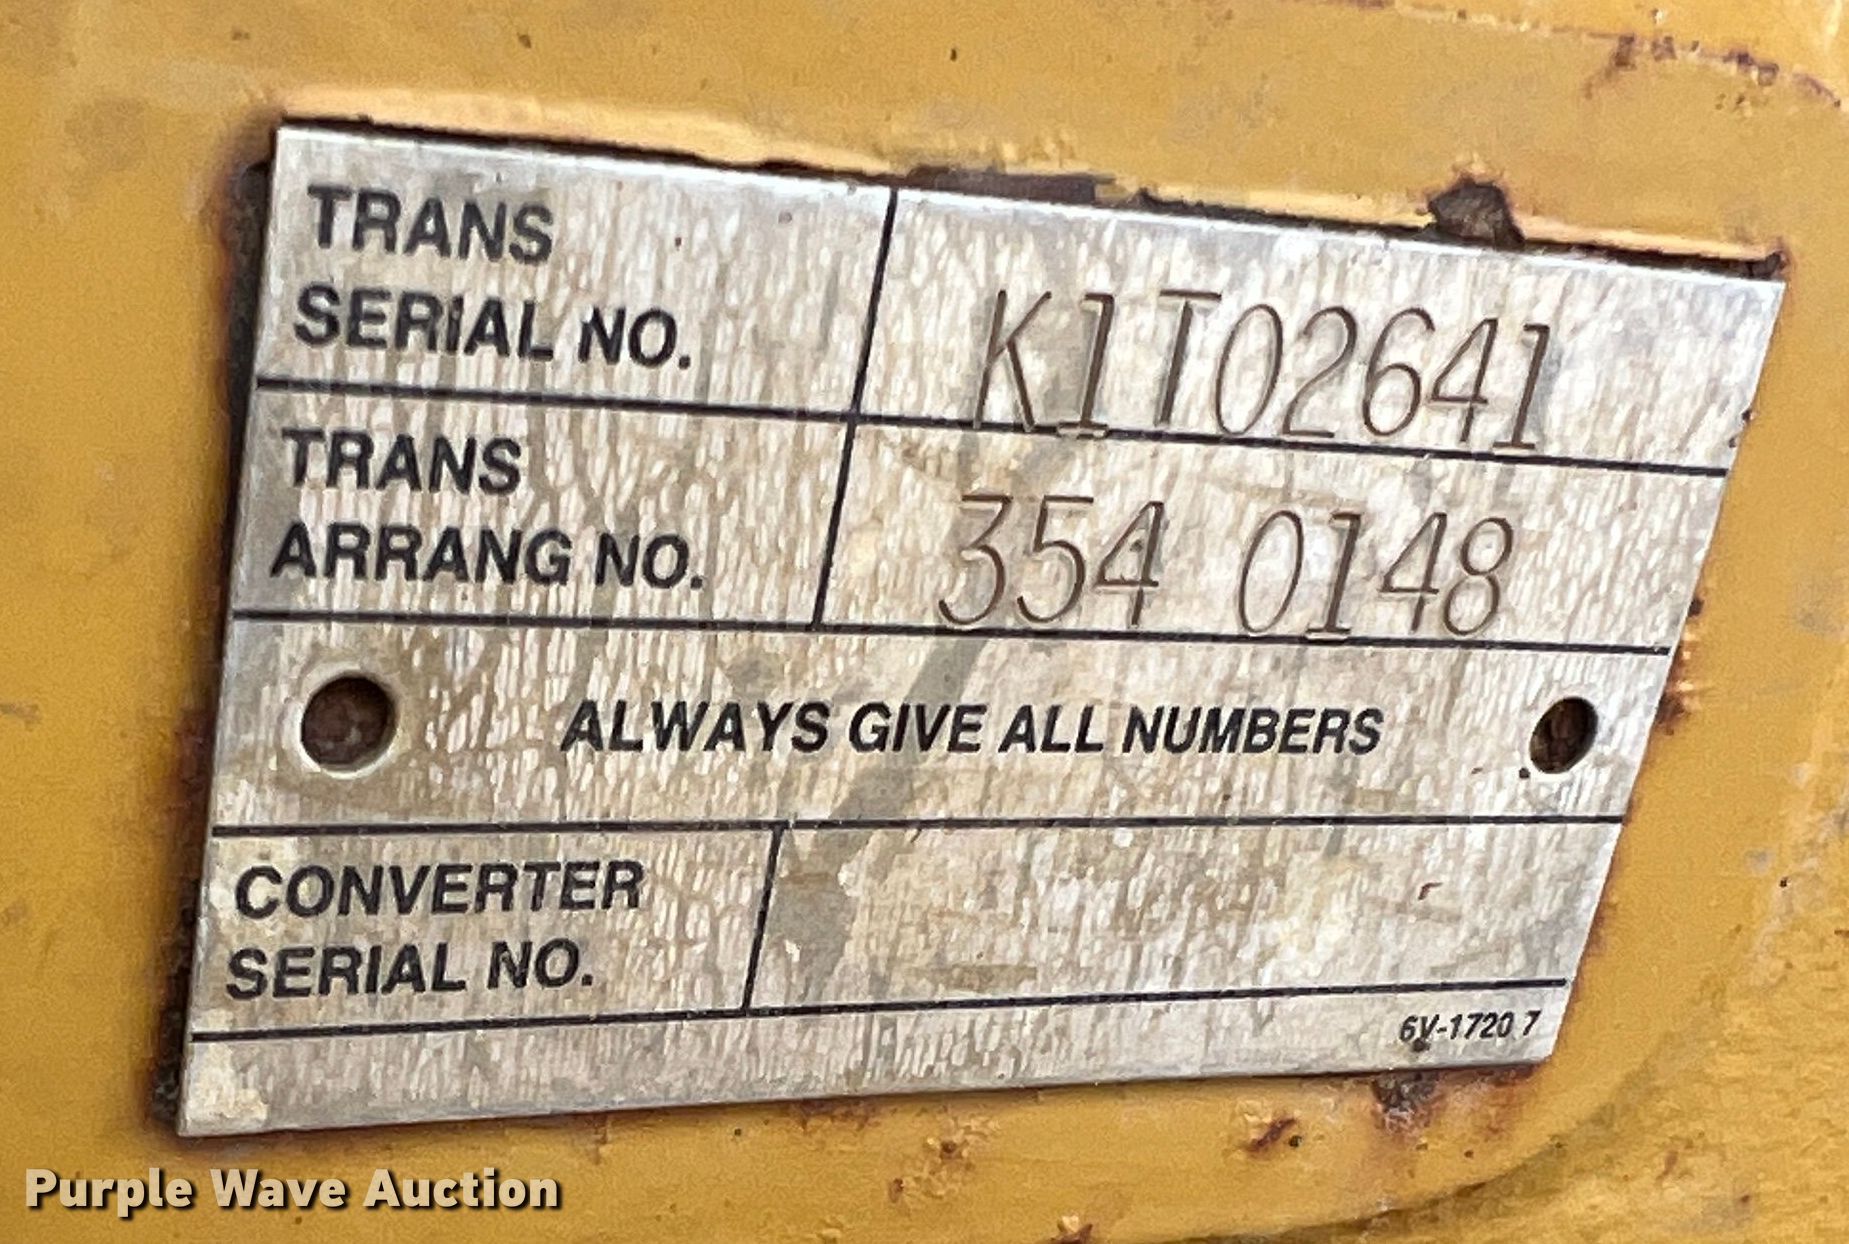 TRANS
SERIAL NO. K1T02641
TRANS
ARRANG NO. 354 0148
ALWAYS GIVE ALL NUMBERS
CONVERTER
SERIAL NO.
6V-1720 7
Purple Wave Auction